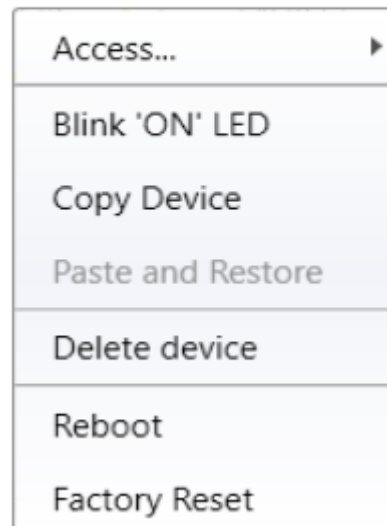 Access...
Blink 'ON' LED
Copy Device
Paste and Restore
Delete device
Reboot
Factory Reset